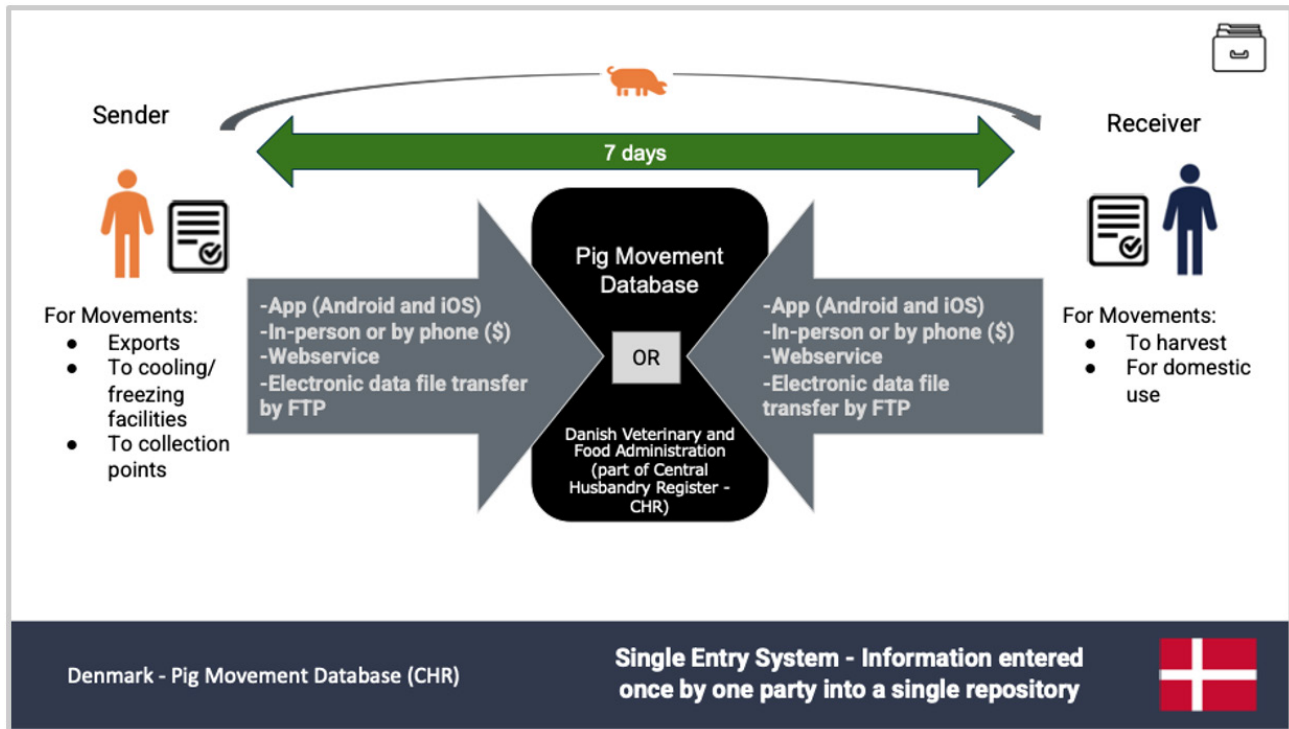 Sender
7 days
Receiver
For Movements:
● Exports
● To cooling/
freezing
facilities
● To collection
points
-App (Android and iOS)
-In-person or by phone ($)
-Webservice
-Electronic data file transfer
by FTP
Pig Movement
Database
OR
Danish Veterinary and
Food Administration
(part of Central
Husbandry Register -
CHR)
-App (Android and iOS)
-In-person or by phone ($)
-Webservice
-Electronic data file
transfer by FTP
For Movements:
● To harvest
● For domestic
use
Denmark - Pig Movement Database (CHR)
Single Entry System - Information entered
once by one party into a single repository